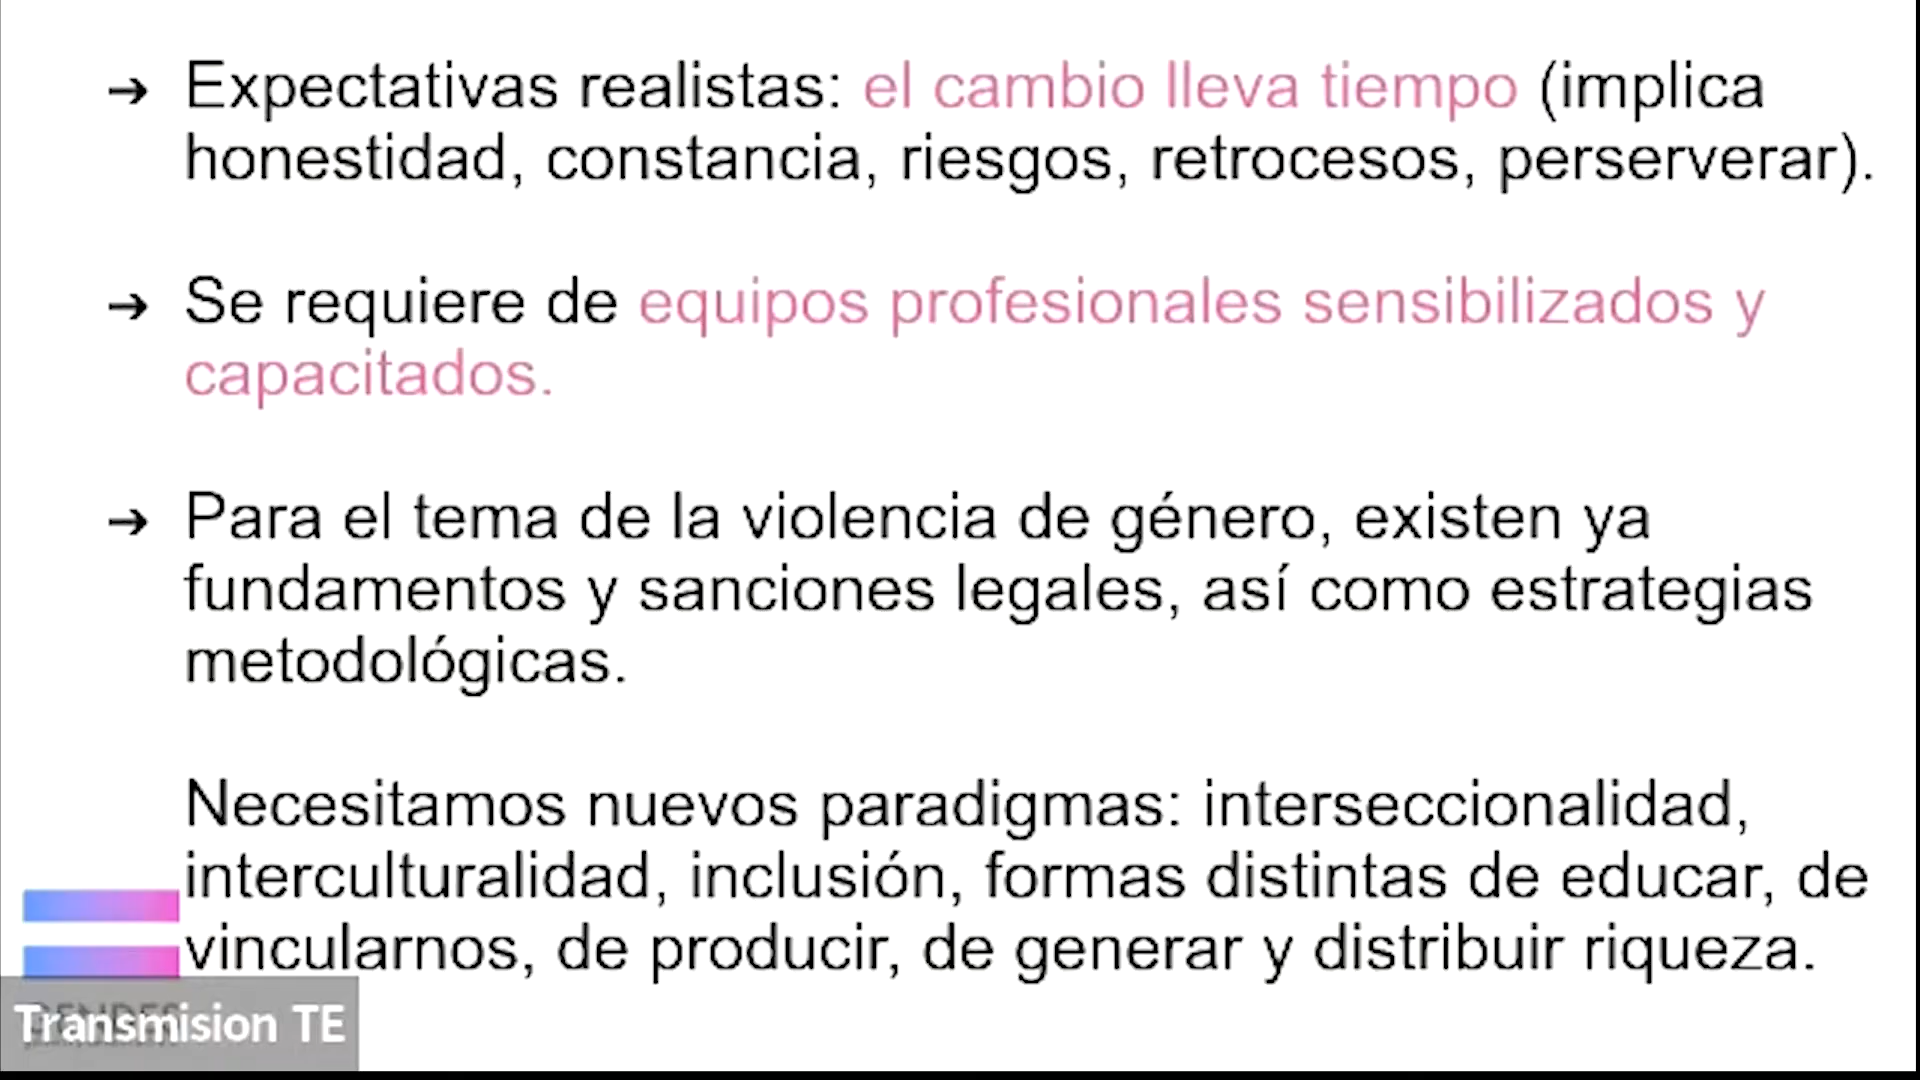 ➔ Expectativas realistas: el cambio lleva tiempo (implica
honestidad, constancia, riesgos, retrocesos, perserverar).
➔ Se requiere de equipos profesionales sensibilizados y
capacitados.
➔ Para el tema de la violencia de género, existen ya
fundamentos y sanciones legales, así como estrategias
metodológicas.
Necesitamos nuevos paradigmas: interseccionalidad,
interculturalidad, inclusión, formas distintas de educar, de
vincularnos, de producir, de generar y distribuir riqueza.
Transmision TE